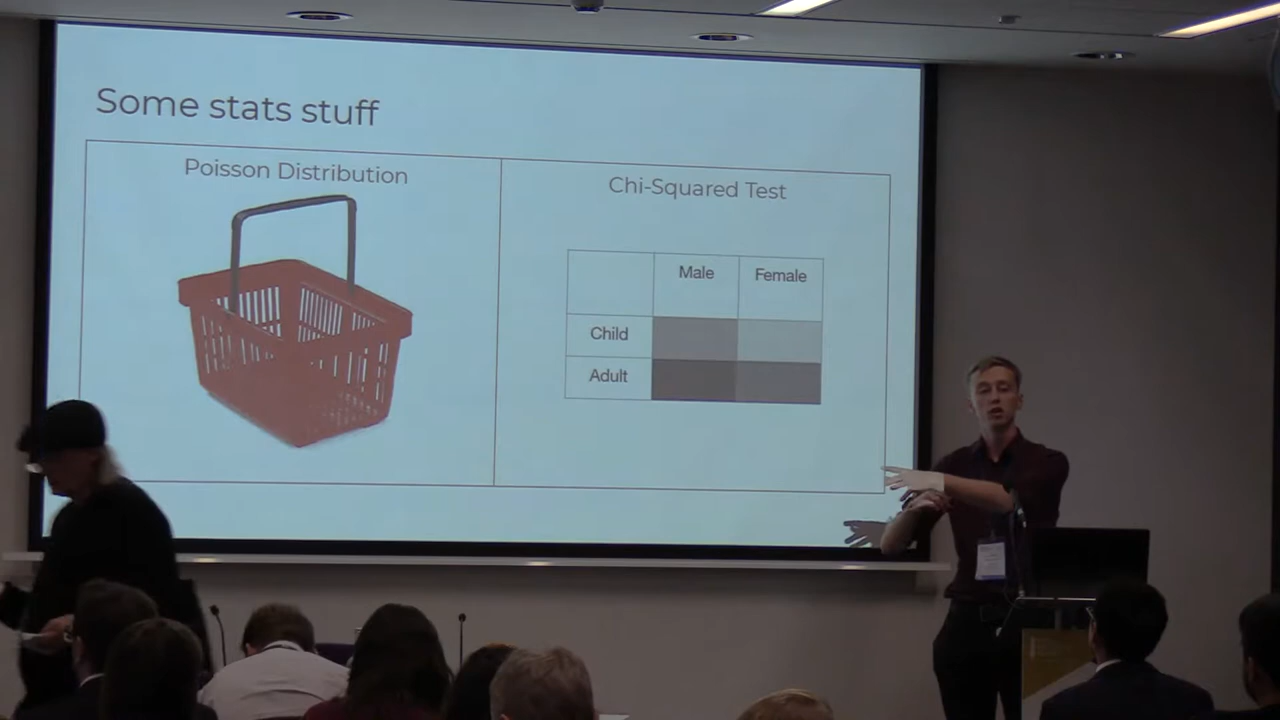 Some stats stuff
Poisson Distribution
Chi-Squared Test
Male Female
Child
Adult